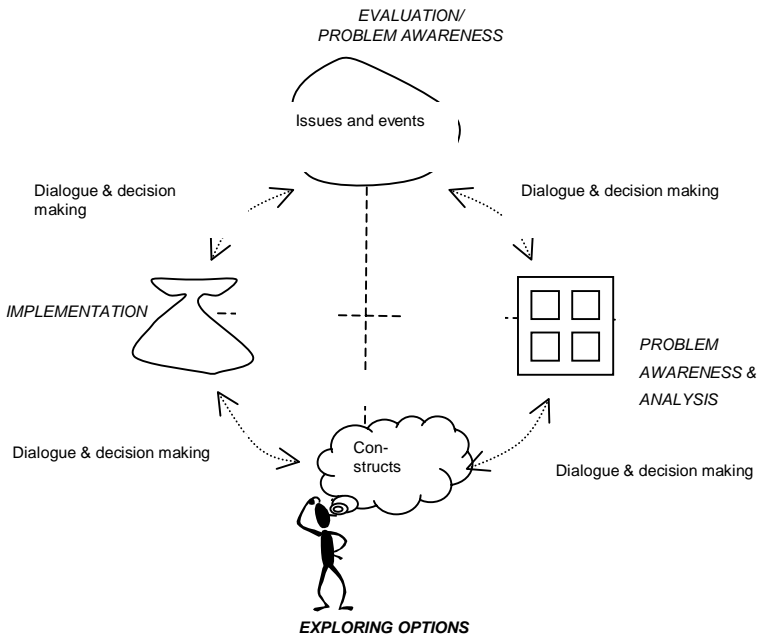 EVALUATION/
PROBLEM AWARENESS
Issues and events
Dialogue & decision
making
Dialogue & decision making
IMPLEMENTATION
PROBLEM
AWARENESS &
ANALYSIS
Con-
structs
Dialogue & decision making
Dialogue & decision making
EXPLORING OPTIONS